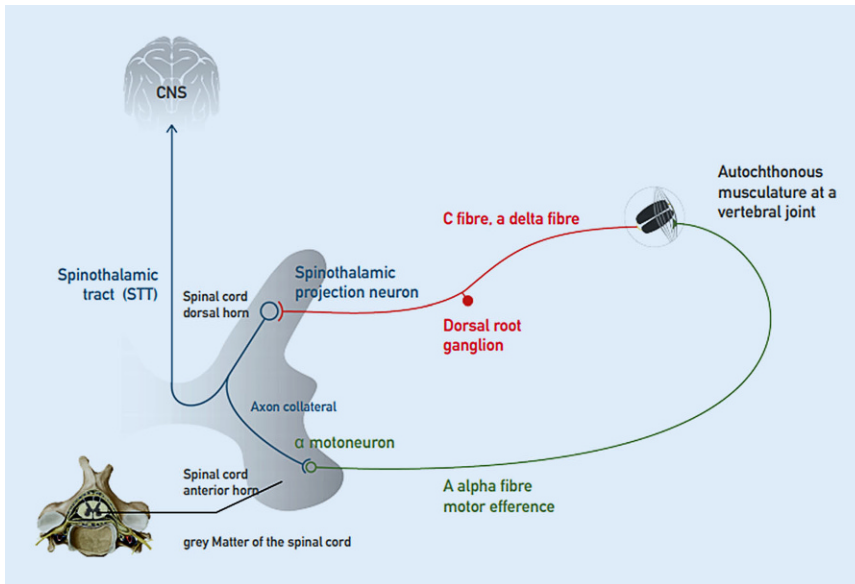 CNS
Autochthonous
musculature at a
vertebral joint
C fibre, a delta fibre
Spinothalamic
tract (STT)
Spinal cord
dorsal horn
Spinothalamic
projection neuron
Dorsal root
ganglion
Axon collateral
α motoneuron
Spinal cord
anterior horn
A alpha fibre
motor efference
grey Matter of the spinal cord